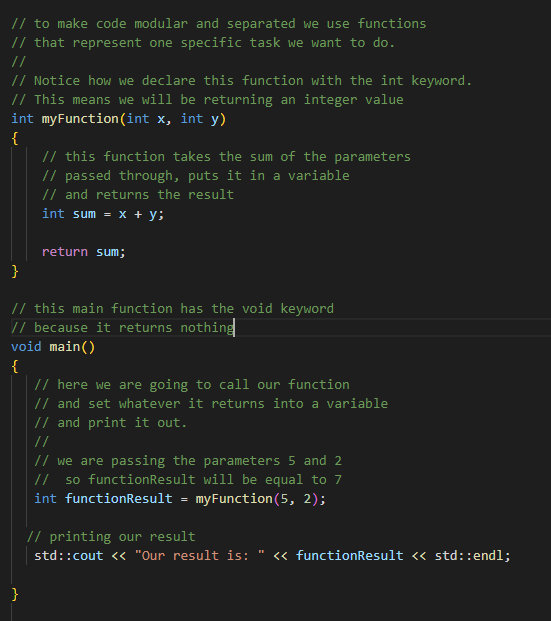 // to make code modular and separated we use functions
// that represent one specific task we want to do.
//
// Notice how we declare this function with the int keyword.
// This means we will be returning an integer value
int myFunction(int x, int y)
{
// this function takes the sum of the parameters
// passed through, puts it in a variable
// and returns the result
int sum = x + y;
return sum;
}
// this main function has the void keyword
// because it returns nothing
void main()
{
// here we are going to call our function
// and set whatever it returns into a variable
// and print it out.
//
// we are passing the parameters 5 and 2
//  so functionResult will be equal to 7
int functionResult = myFunction(5, 2);
// printing our result
std::cout << "Our result is: " << functionResult << std::endl;
}